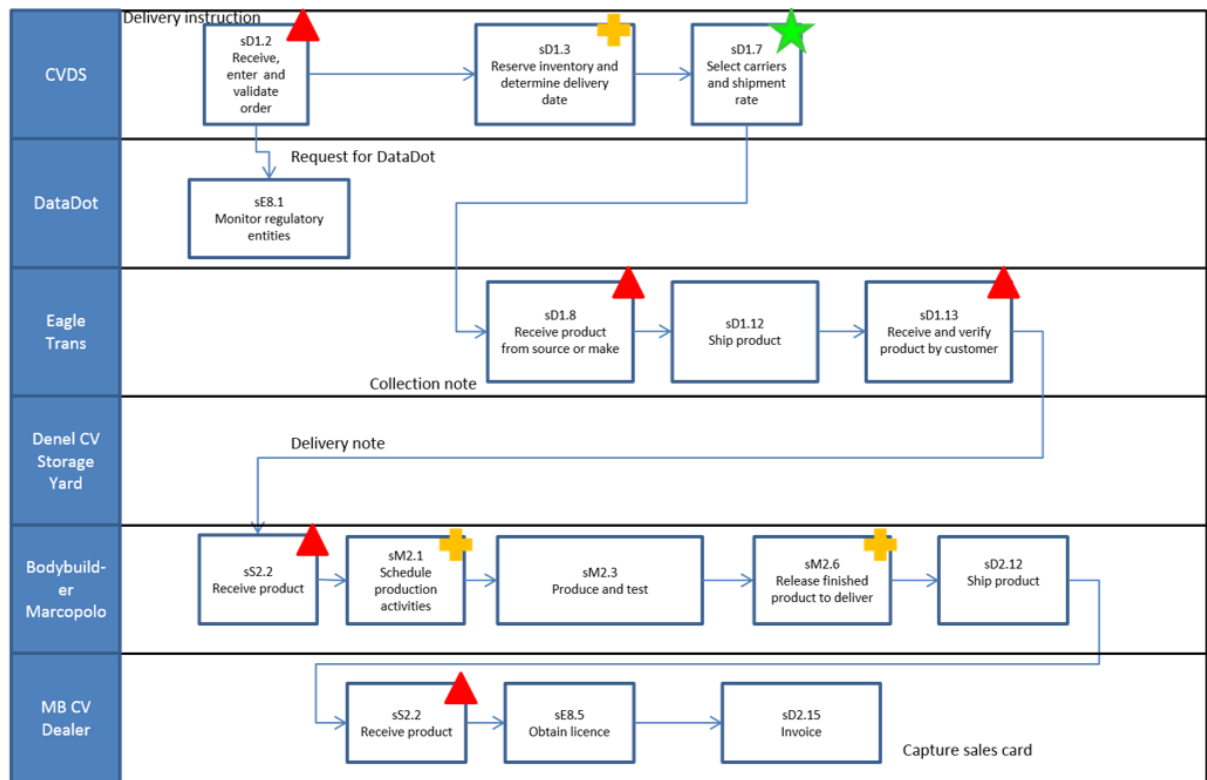 Delivery instruction
CVDS
sD1.2
Receive,
enter and
validate
order
sD1.3
Reserve inventory and
determine delivery
date
sD1.7
Select carriers
and shipment
rate
Request for DataDot
DataDot
sE8.1
Monitor regulatory
entities
Eagle
Trans
sD1.8
Receive product
from source or make
sD1.12
Ship product
sD1.13
Receive and verify
product by customer
Collection note
Denel CV
Storage
Yard
Delivery note
Bodybuild-
er
Marcopolo
sS2.2
Receive product
sM2.1
Schedule
production
activities
sM2.3
Produce and test
sM2.6
Release finished
product to deliver
sD2.12
Ship product
MB CV
Dealer
sS2.2
Receive product
sE8.5
Obtain licence
sD2.15
Invoice
Capture sales card